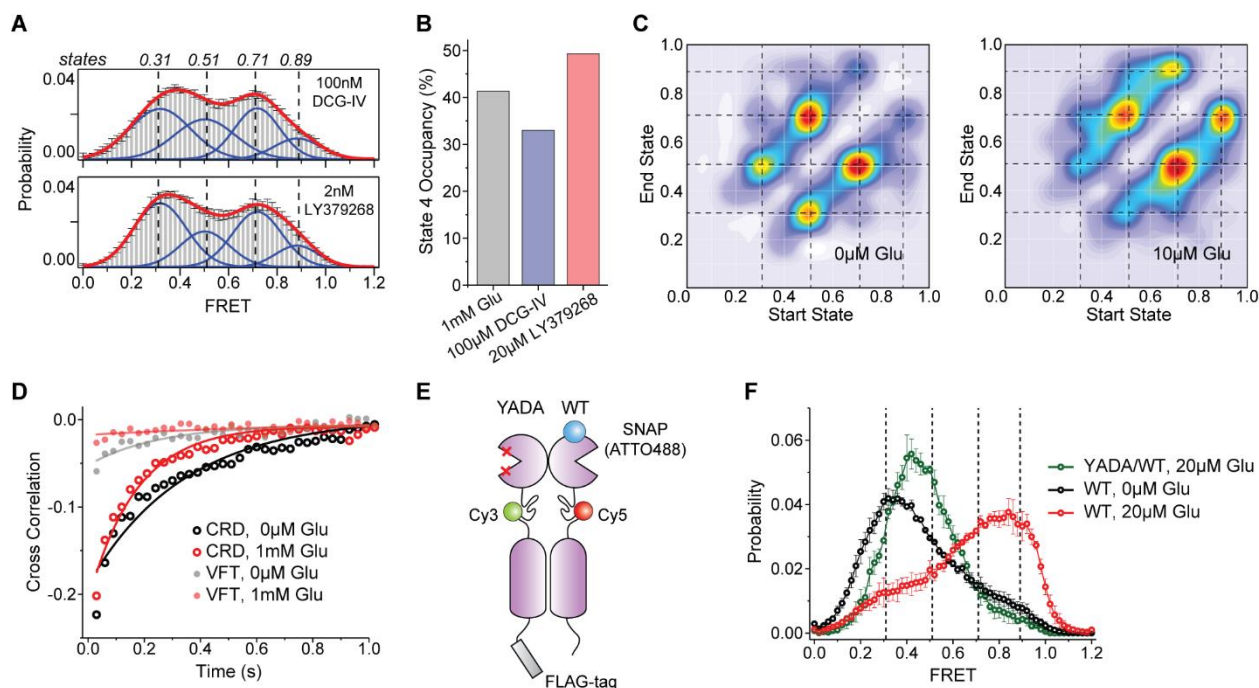 A
states 0.31 0.51 0.71 0.89
0.04
100nM
DCG-IV
0.00
0.04
2nM
LY379268
0.00
Probability
0.0 0.2 0.4 0.6 0.8 1.0 1.2
FRET
B
State 4 Occupancy (%)
50
40
30
20
10
0
1mM Glu
100µM DCG-IV
20µM LY379268
C
End State
1.0
0.8
0.6
0.4
0.2
0µM Glu
0.0 0.2 0.4 0.6 0.8 1.0
Start State
End State
1.0
0.8
0.6
0.4
0.2
10µM Glu
0.0 0.2 0.4 0.6 0.8 1.0
Start State
D
Cross Correlation
0.0
-0.1
-0.2
CRD, 0µM Glu
CRD, 1mM Glu
VFT, 0µM Glu
VFT, 1mM Glu
0.0 0.2 0.4 0.6 0.8 1.0
Time (s)
E
YADA WT
SNAP
(ATTO488)
Cy3 Cy5
FLAG-tag
F
Probability
0.06
0.04
0.02
0.00
0.0 0.4 0.6 0.8 1.0 1.2
FRET
YADA/WT, 20µM Glu
WT, 0µM Glu
WT, 20µM Glu